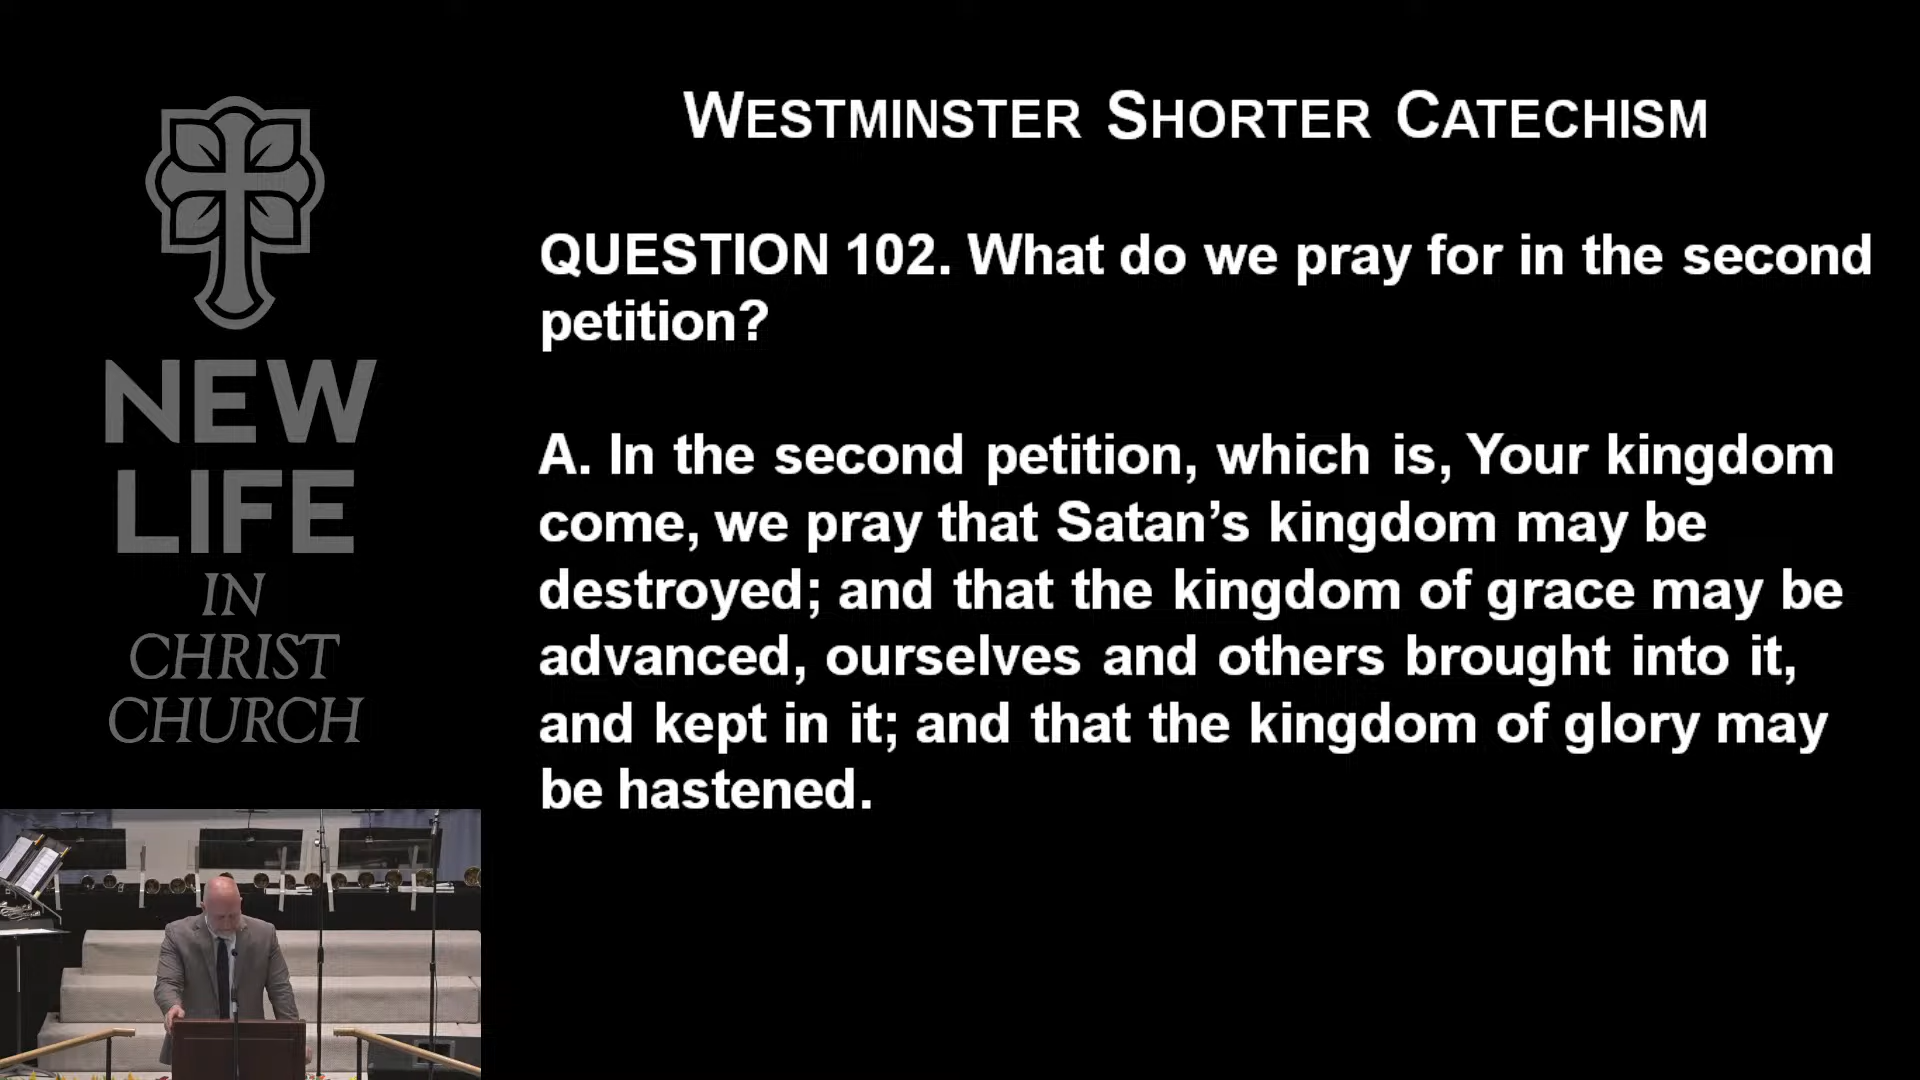 NEW
LIFE
IN
CHRIST
CHURCH
WESTMINSTER SHORTER CATECHISM
QUESTION 102. What do we pray for in the second
petition?
A. In the second petition, which is, Your kingdom
come, we pray that Satan’s kingdom may be
destroyed; and that the kingdom of grace may be
advanced, ourselves and others brought into it,
and kept in it; and that the kingdom of glory may
be hastened.